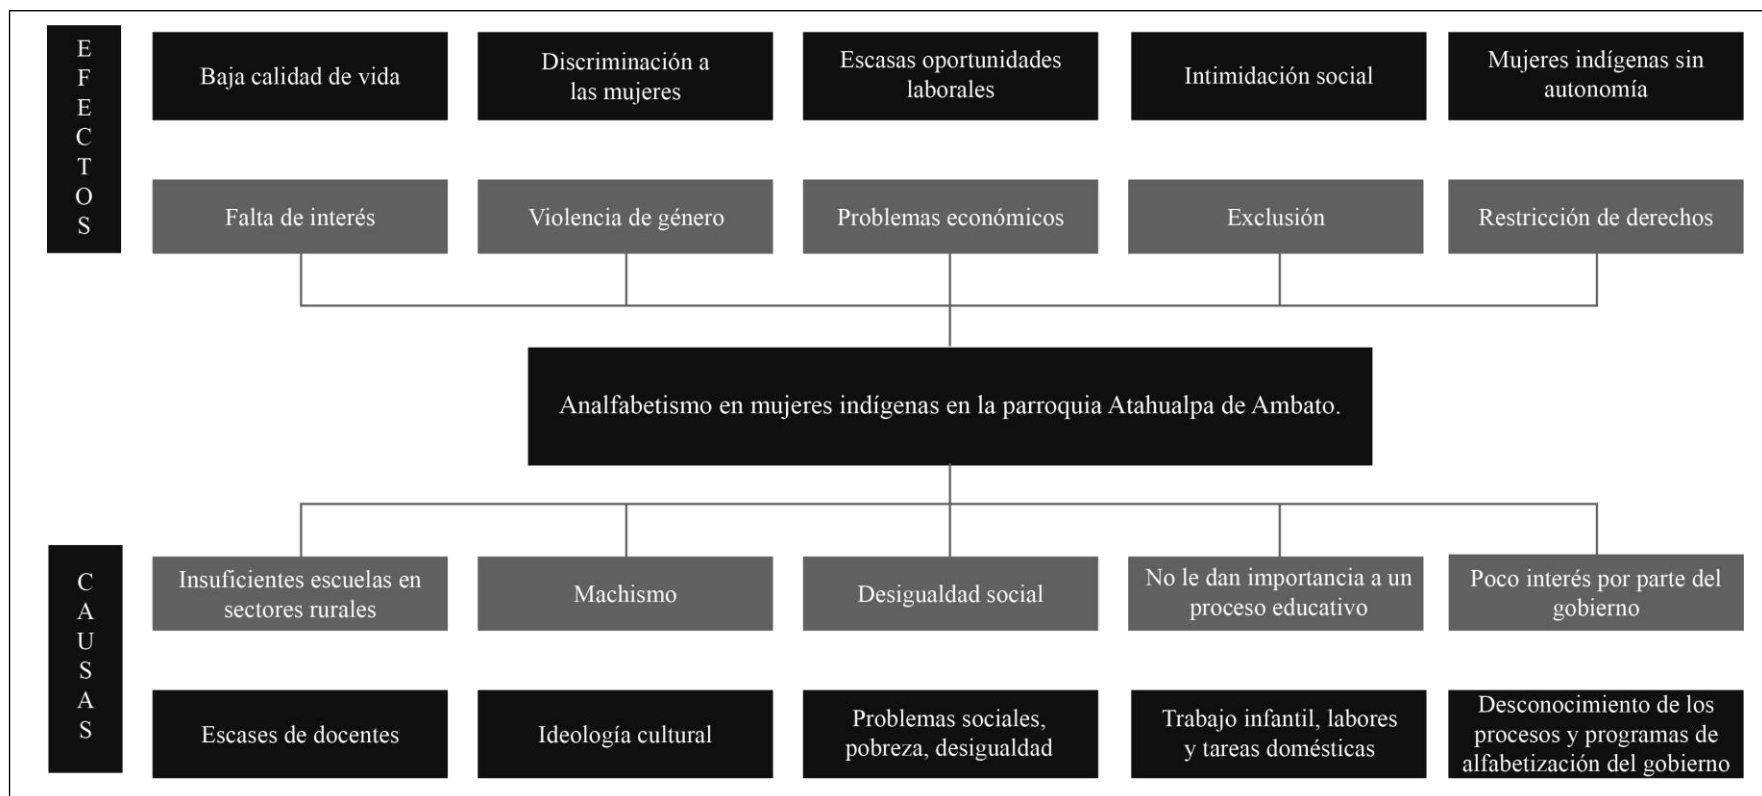 EFECTOS
Baja calidad de vida
Discriminación a
las mujeres
Escasas oportunidades
laborales
Intimidación social
Mujeres indígenas sin
autonomía
Falta de interés
Violencia de género
Problemas económicos
Exclusión
Restricción de derechos
Analfabetismo en mujeres indígenas en la parroquia Atahualpa de Ambato.
CAUSAS
Insuficientes escuelas en
sectores rurales
Machismo
Desigualdad social
No le dan importancia a un
proceso educativo
Poco interés por parte del
gobierno
Escases de docentes
Ideología cultural
Problemas sociales,
pobreza, desigualdad
Trabajo infantil, labores
y tareas domésticas
Desconocimiento de los
procesos y programas de
alfabetización del gobierno